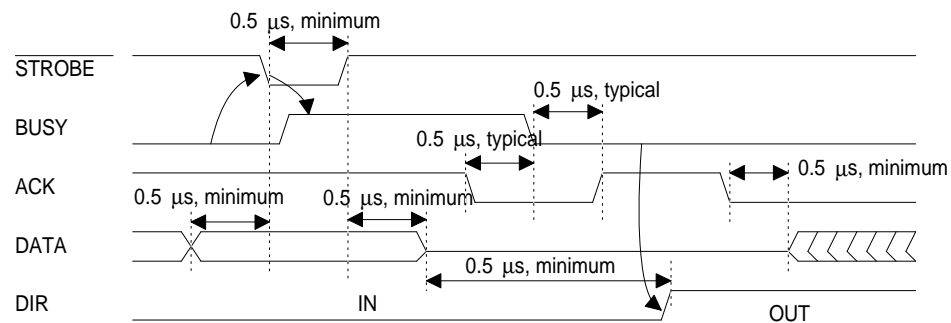 0.5 μs, minimum
STROBE
0.5 μs, typical
BUSY
0.5 μs, typical
ACK
0.5 μs, minimum
0.5 μs, minimum
0.5 μs, minimum
DATA
0.5 μs, minimum
DIR
IN
OUT